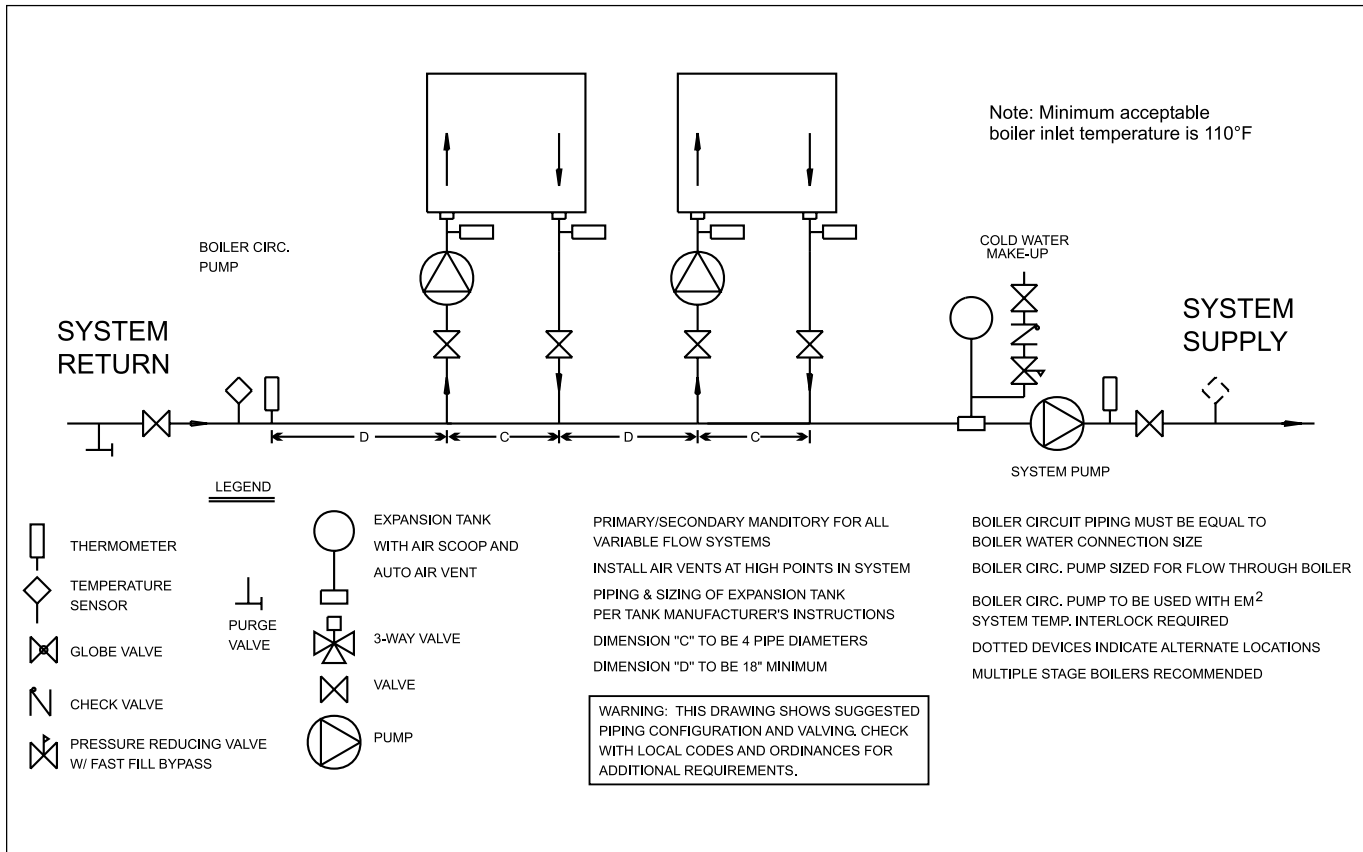 Note: Minimum acceptable
boiler inlet temperature is 110°F
BOILER CIRC.
PUMP
COLD WATER
MAKE-UP
SYSTEM
RETURN
SYSTEM
SUPPLY
D
C
D
C
SYSTEM PUMP
LEGEND
THERMOMETER
TEMPERATURE
SENSOR
GLOBE VALVE
CHECK VALVE
PRESSURE REDUCING VALVE
W/ FAST FILL BYPASS
PURGE
VALVE
EXPANSION TANK
WITH AIR SCOOP AND
AUTO AIR VENT
3-WAY VALVE
VALVE
PUMP
PRIMARY/SECONDARY MANDITORY FOR ALL
VARIABLE FLOW SYSTEMS
INSTALL AIR VENTS AT HIGH POINTS IN SYSTEM
PIPING & SIZING OF EXPANSION TANK
PER TANK MANUFACTURER'S INSTRUCTIONS
DIMENSION "C" TO BE 4 PIPE DIAMETERS
DIMENSION "D" TO BE 18" MINIMUM
WARNING: THIS DRAWING SHOWS SUGGESTED
PIPING CONFIGURATION AND VALVING. CHECK
WITH LOCAL CODES AND ORDINANCES FOR
ADDITIONAL REQUIREMENTS.
BOILER CIRCUIT PIPING MUST BE EQUAL TO
BOILER WATER CONNECTION SIZE
BOILER CIRC. PUMP SIZED FOR FLOW THROUGH BOILER
BOILER CIRC. PUMP TO BE USED WITH EM²
SYSTEM TEMP. INTERLOCK REQUIRED
DOTTED DEVICES INDICATE ALTERNATE LOCATIONS
MULTIPLE STAGE BOILERS RECOMMENDED